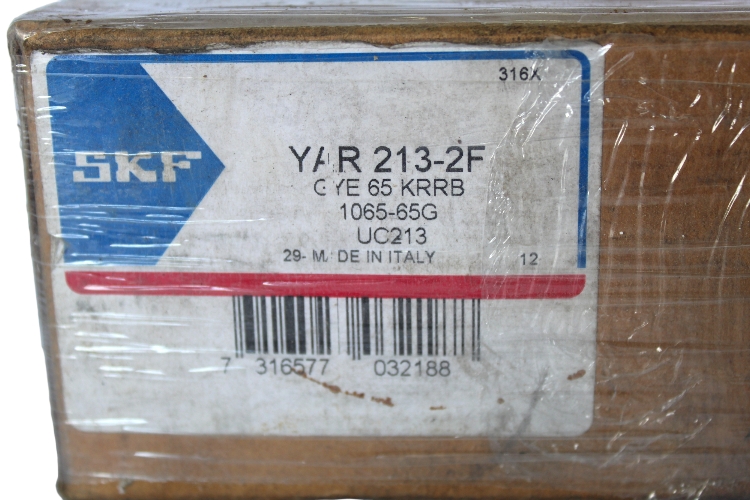 316X
SKF
YAR 213-2F
GYE 65 KRRB
1065-65G
UC213
29- MADE IN ITALY 12
7 316577 032188